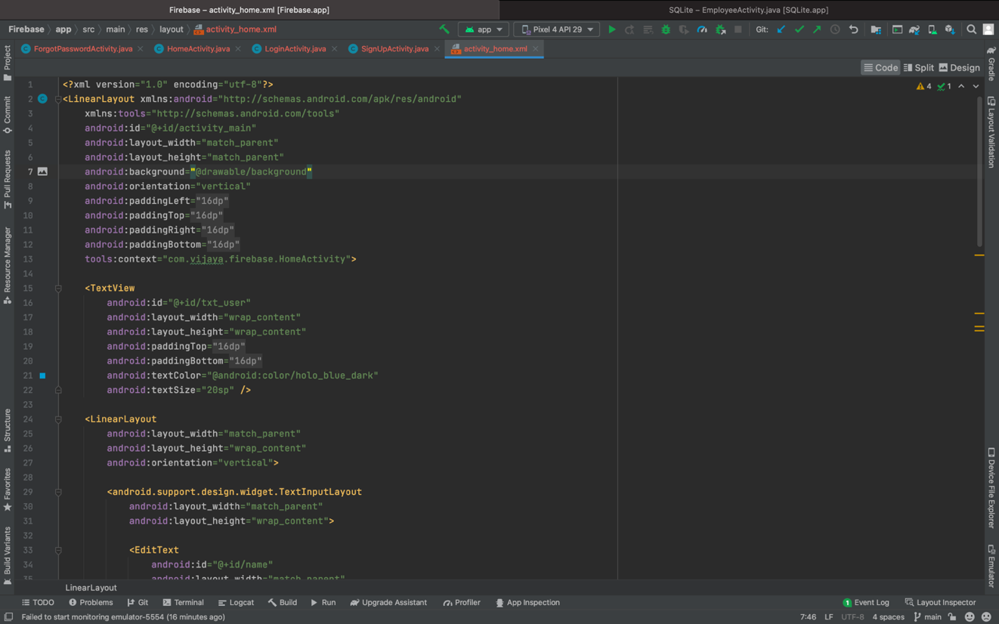 Firebase – activity_home.xml [Firebase.app]
SQLite – EmployeeActivity.java [SQLite.app]
Firebase app src main res layout activity_home.xml
app
Pixel 4 API 29
Git:
ForgotPasswordActivity.java
HomeActivity.java
LoginActivity.java
SignUpActivity.java
activity_home.xml
Code
Split
Design
4
1
Project
Commit
Pull Requests
Resource Manager
Structure
Favorites
Build Variants
1 <?xml version="1.0" encoding="utf-8"?>
2 <LinearLayout xmlns:android="http://schemas.android.com/apk/res/android"
3 xmlns:tools="http://schemas.android.com/tools"
4 android:id="@+id/activity_main"
5 android:layout_width="match_parent"
6 android:layout_height="match_parent"
7 android:background="@drawable/background"
8 android:orientation="vertical"
9 android:paddingLeft="16dp"
10 android:paddingTop="16dp"
11 android:paddingRight="16dp"
12 android:paddingBottom="16dp"
13 tools:context="com.vijaya.firebase.HomeActivity">
14
15 <TextView
16 android:id="@+id/txt_user"
17 android:layout_width="wrap_content"
18 android:layout_height="wrap_content"
19 android:paddingTop="16dp"
20 android:paddingBottom="16dp"
21 android:textColor="@android:color/holo_blue_dark"
22 android:textSize="20sp" />
23
24 <LinearLayout
25 android:layout_width="match_parent"
26 android:layout_height="wrap_content"
27 android:orientation="vertical">
28
29 <android.support.design.widget.TextInputLayout
30 android:layout_width="match_parent"
31 android:layout_height="wrap_content">
32
33 <EditText
34 android:id="@+id/name"
35 android:layout_width="match_parent"
Gradle
Layout Validation
Device File Explorer
Emulator
LinearLayout
TODO
Problems
Git
Terminal
Logcat
Build
Run
Upgrade Assistant
Profiler
App Inspection
1 Event Log
Layout Inspector
Failed to start monitoring emulator-5554 (16 minutes ago)
7:46
LF
UTF-8
4 spaces
main